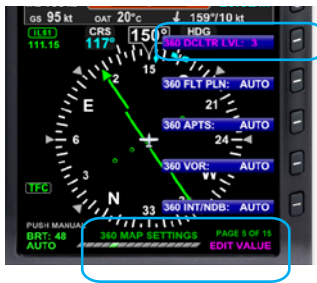 GS 95 kt OAT 20°c 159°/10 kt
ILS1 CRS 150° HDG
111.15 117°
360 DCLTR LVL: 3
12 15
360 FLT PLN: AUTO
E 21
360 APTS: AUTO
6 24
360 VOR: AUTO
3 W
TFC
360 INT/NDB: AUTO
N 33
PUSH MANUAL
BRT: 48 360 MAP SETTINGS PAGE 5 OF 15
AUTO EDIT VALUE